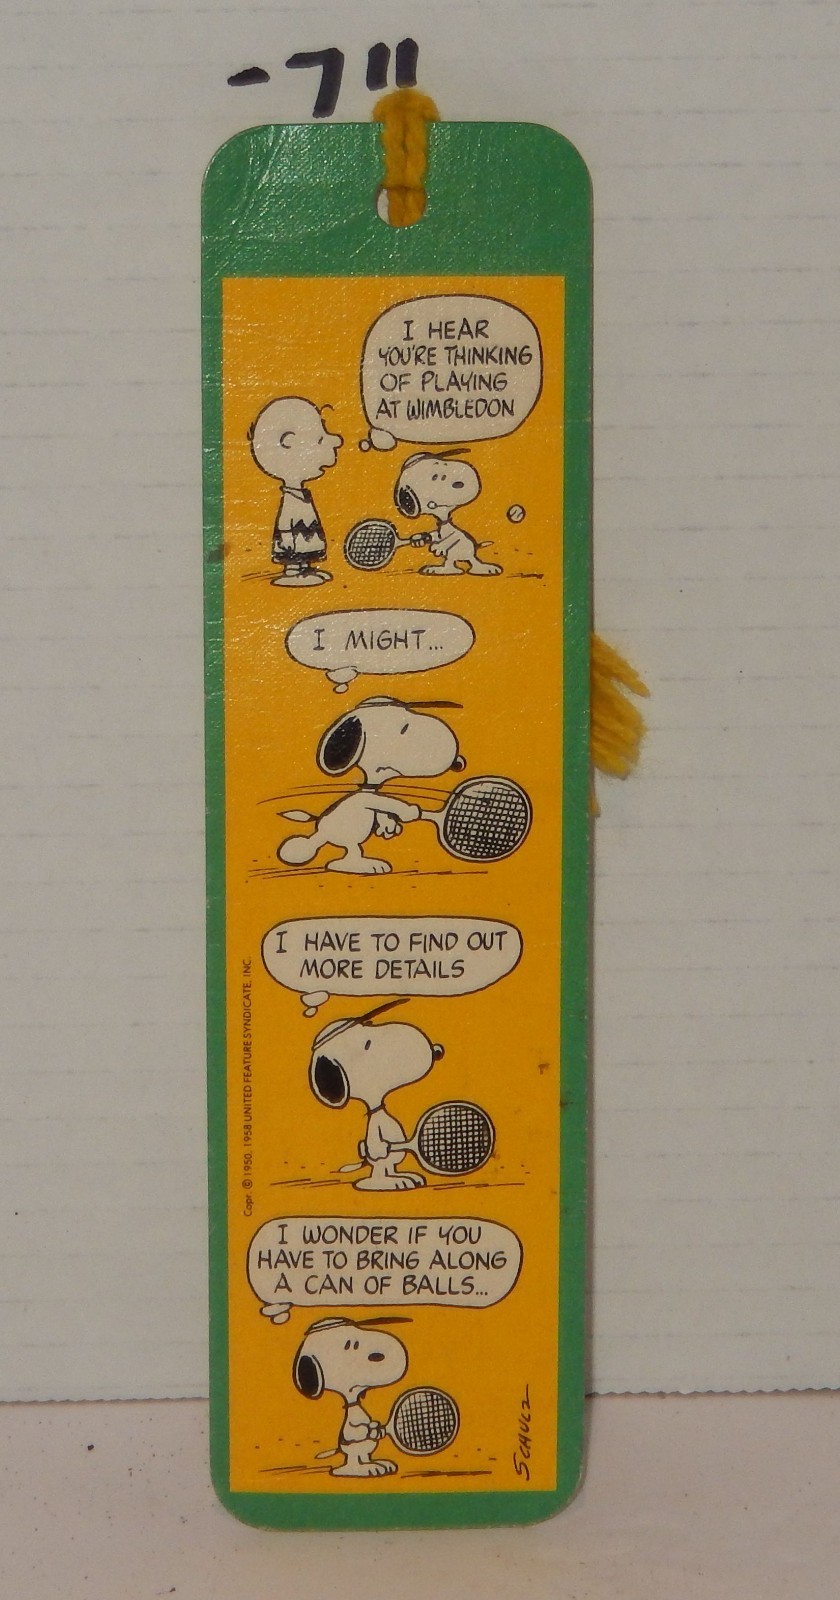 -7"
I HEAR
YOU'RE THINKING
OF PLAYING
AT WIMBLEDON
I MIGHT...
I HAVE TO FIND OUT
MORE DETAILS
Copr. © 1950, 1958 UNITED FEATURE SYNDICATE, INC.
I WONDER IF YOU
HAVE TO BRING ALONG
A CAN OF BALLS...
SCHULZ